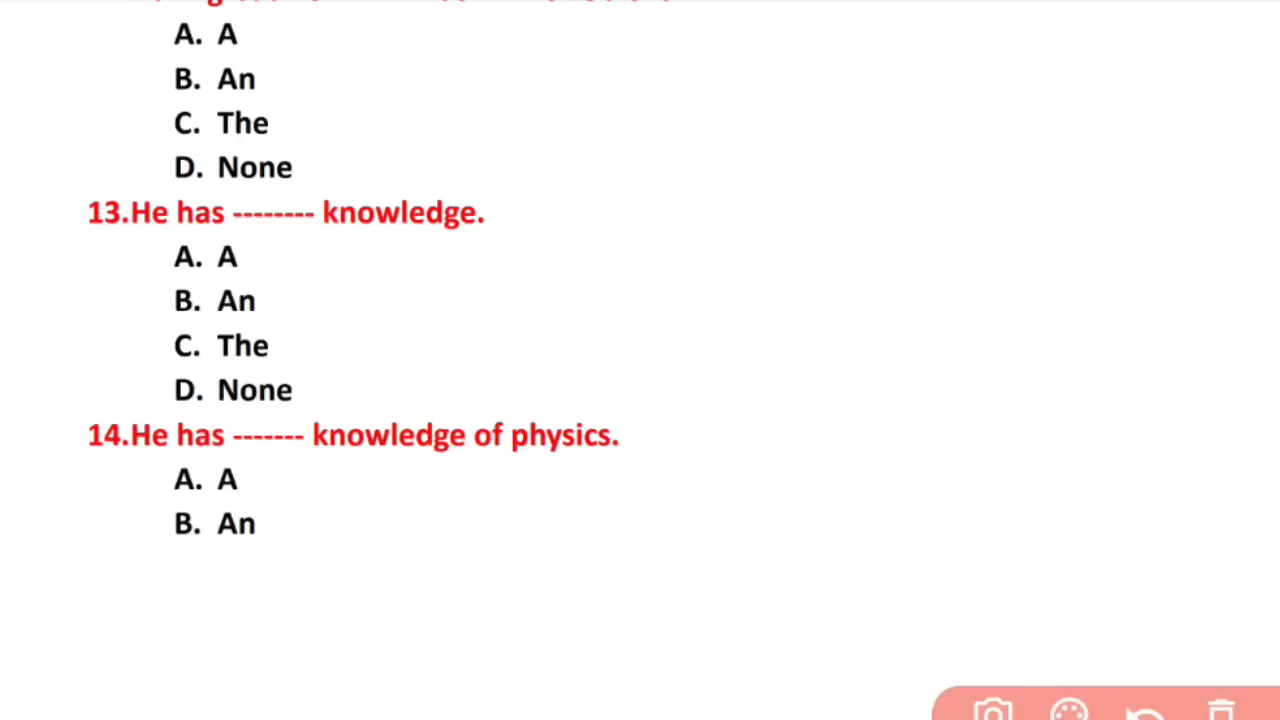 A. A
B. An
C. The
D. None
13.He has -------- knowledge.
A. A
B. An
C. The
D. None
14.He has ------- knowledge of physics.
A. A
B. An